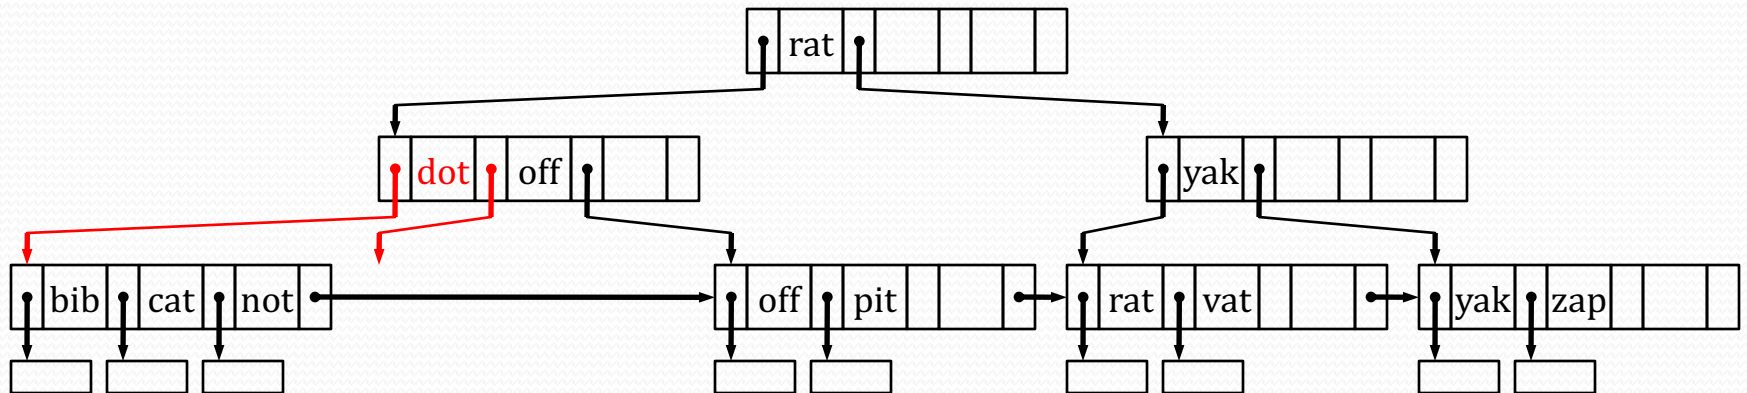 rat
dot off
yak
bib cat not
off pit
rat vat
yak zap